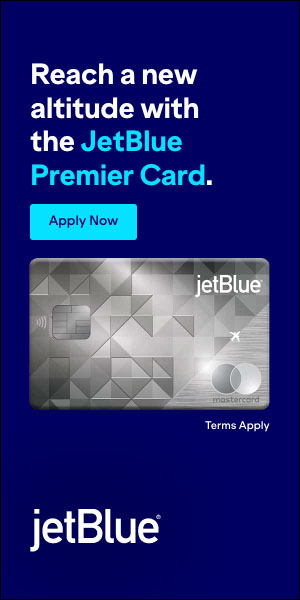 Reach a new
altitude with
the JetBlue
Premier Card.
Apply Now
jetBlue®
mastercard
Terms Apply
jetBlue®